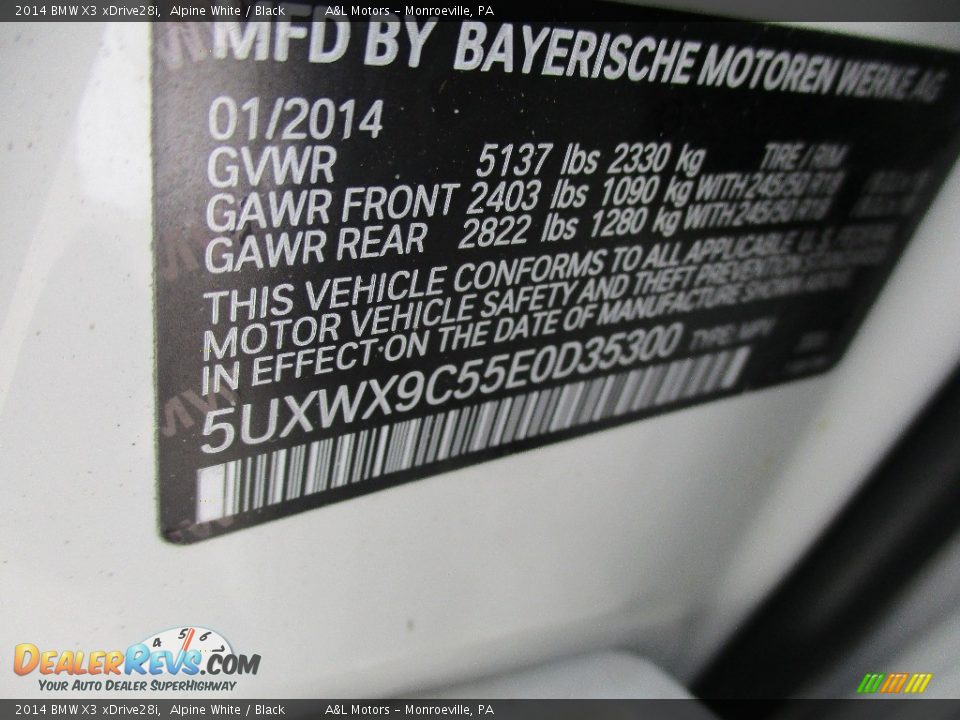 2014 BMW X3 xDrive28i, Alpine White / Black A&L Motors - Monroeville, PA
MFD BY BAYERISCHE MOTOREN WERKE AG
01/2014
GVWR 5137 lbs 2330 kg TIRE / RIM
GAWR FRONT 2403 lbs 1090 kg WITH 245/50 R18
GAWR REAR 2822 lbs 1280 kg WITH 245/50 R18
THIS VEHICLE CONFORMS TO ALL APPLICABLE U.S. FEDERAL
MOTOR VEHICLE SAFETY AND THEFT PREVENTION
IN EFFECT ON THE DATE OF MANUFACTURE SHOWN ABOVE.
5UXWX9C55E0D35300 TYPE: MPV
4 5 6
DEALERREVS.COM
YOUR AUTO DEALER SUPERHIGHWAY
2014 BMW X3 xDrive28i, Alpine White / Black A&L Motors - Monroeville, PA